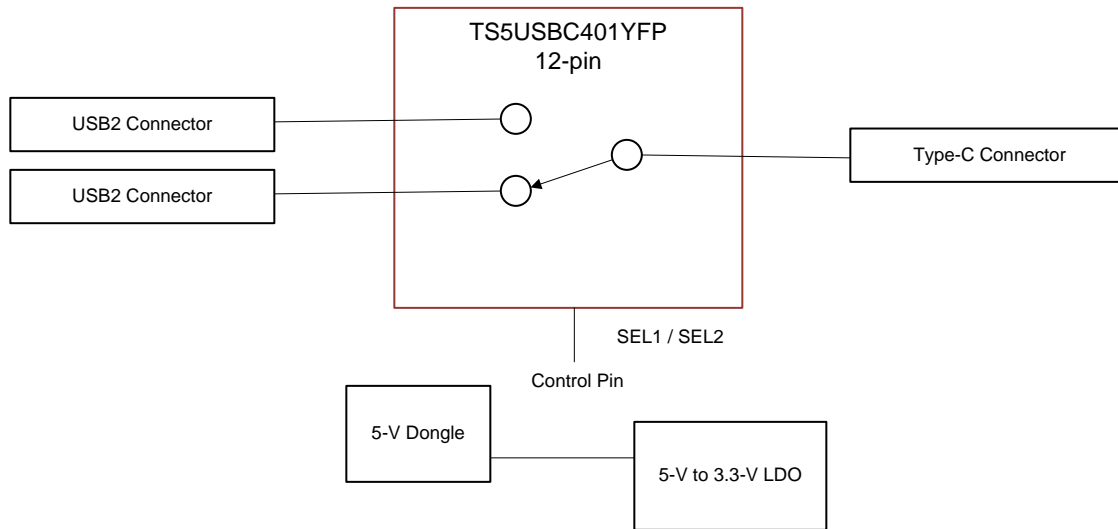 TS5USBC401YFP
12-pin
USB2 Connector
Type-C Connector
USB2 Connector
SEL1 / SEL2
Control Pin
5-V Dongle
5-V to 3.3-V LDO